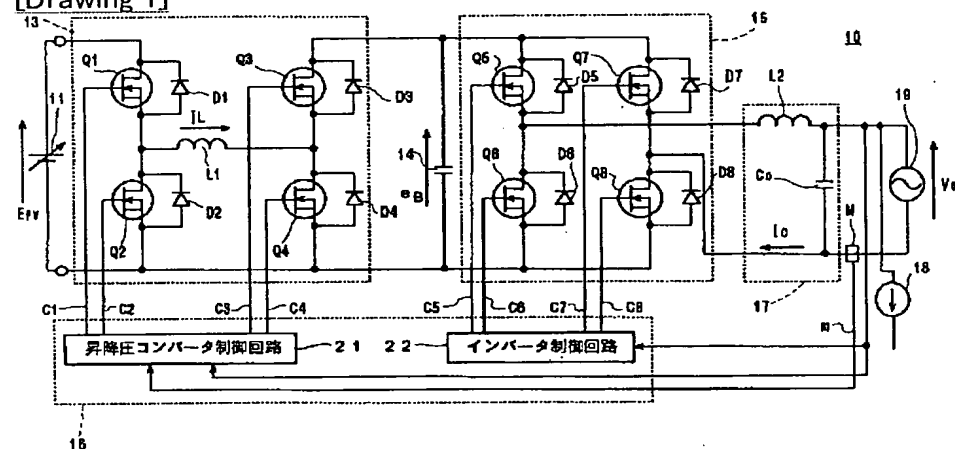 [Drawing 1]
13
15
10
Q1
Q3
Q5
Q7
L2
19
11
D1
D3
D5
D7
IL
L1
14
eB
Co
Q6
Q8
D6
D8
M
Q2
D2
Q4
D4
Io
18
17
C1
C2
C3
C4
C5
C6
C7
C8
m
昇降圧コンバータ制御回路
21
22
インバータ制御回路
16